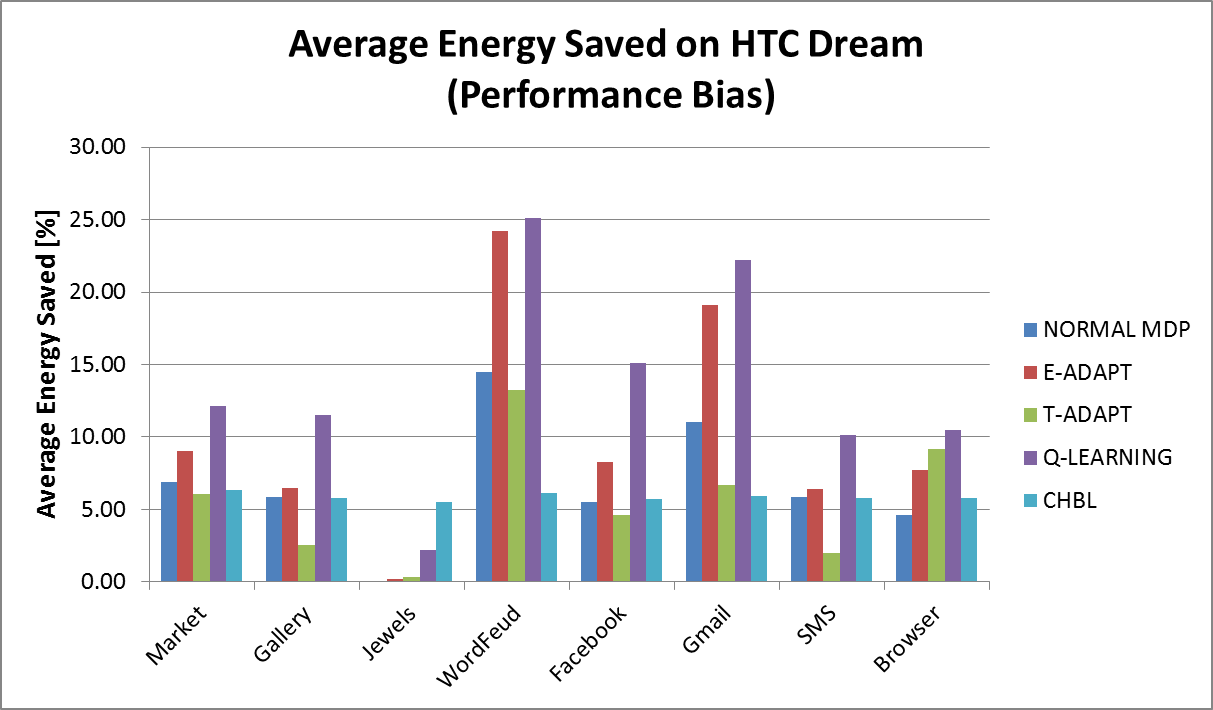 Average Energy Saved on HTC Dream
(Performance Bias)
Average Energy Saved [%]
30.00
25.00
20.00
15.00
10.00
5.00
0.00
Market
Gallery
Jewels
WordFeud
Facebook
Gmail
SMS
Browser
NORMAL MDP
E-ADAPT
T-ADAPT
Q-LEARNING
CHBL